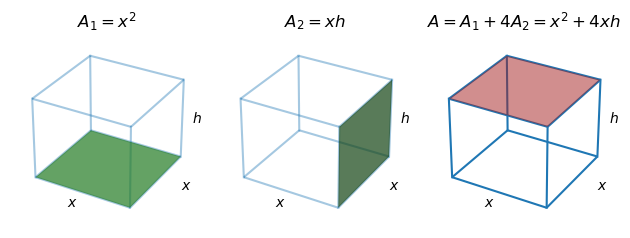 A₁ = x²
A₂ = xh
A = A₁ + 4A₂ = x² + 4xh
h
x
x
h
x
x
h
x
x